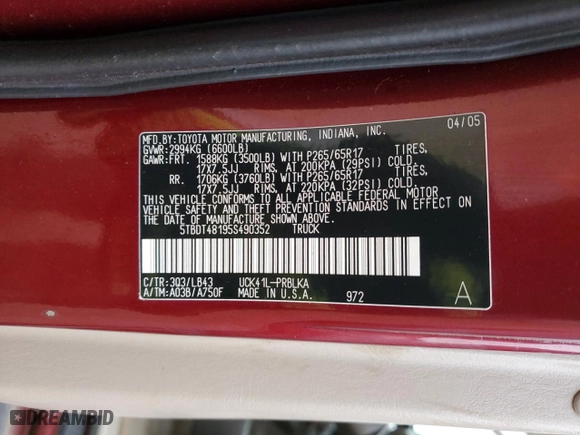 MFD.BY:TOYOTA MOTOR MANUFACTURING, INDIANA, INC. 04/05
GVWR:2994KG (6600LB)
GAWR:FRT. 1588KG (3500LB) WITH P265/65R17 TIRES,
17X7.5JJ RIMS, AT 200KPA (29PSI) COLD.
RR. 1706KG (3760LB) WITH P265/65R17 TIRES,
17X7.5JJ RIMS, AT 220KPA (32PSI) COLD.
THIS VEHICLE CONFORMS TO ALL APPLICABLE FEDERAL MOTOR
VEHICLE SAFETY AND THEFT PREVENTION STANDARDS IN EFFECT ON
THE DATE OF MANUFACTURE SHOWN ABOVE.
5TBDT48195S490352 TRUCK
C/TR:3Q3/LB43 UCK41L-PRBLKA
A/TM:A03B/A750F MADE IN U.S.A. 972 A
DREAMBID